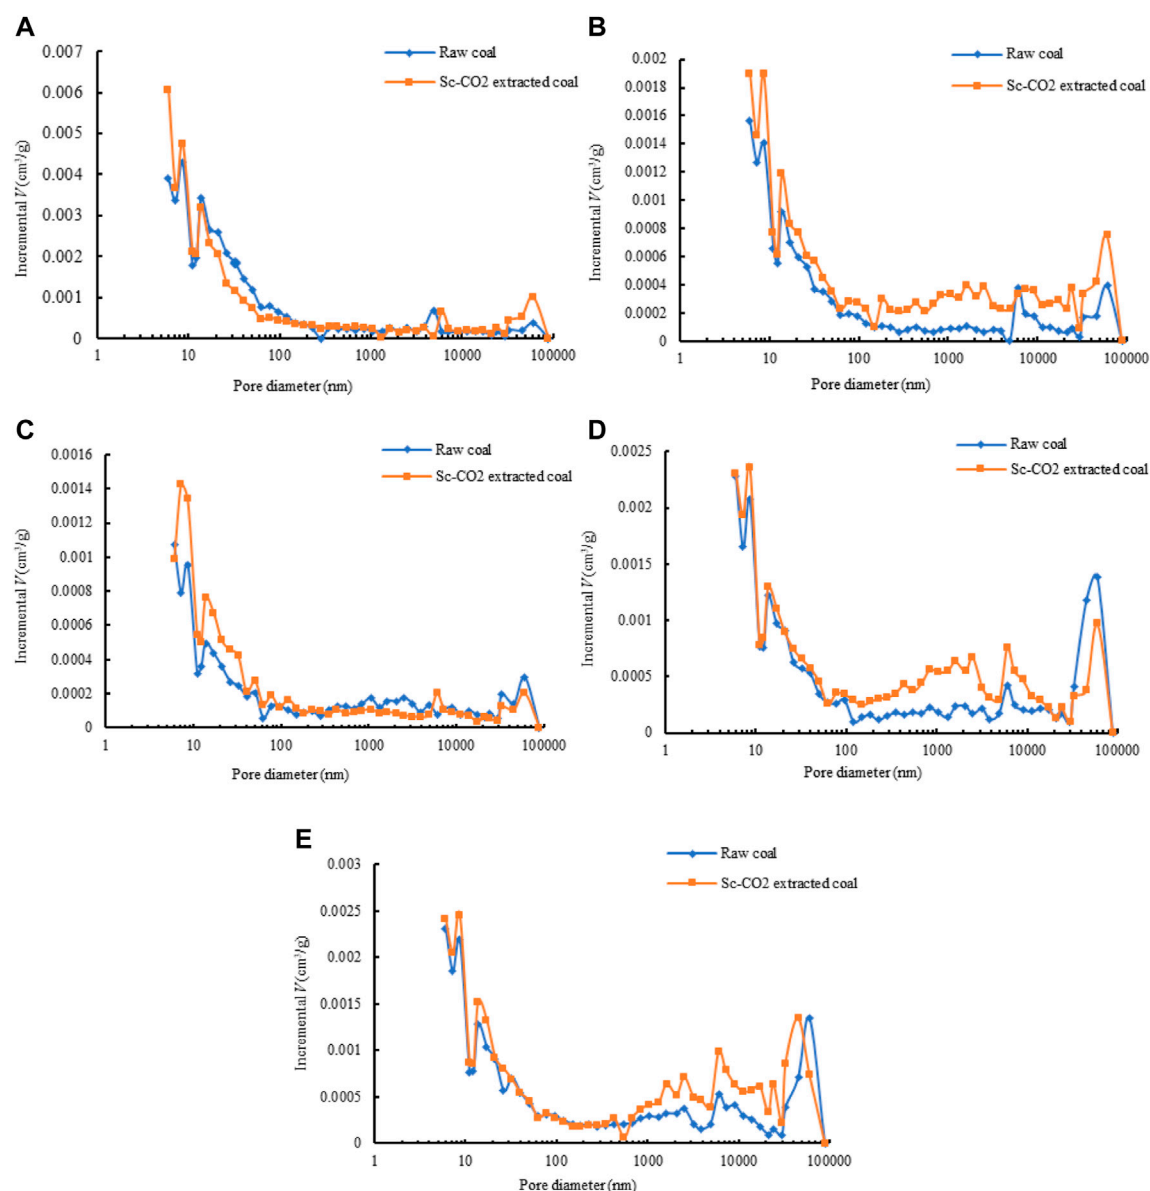 A
Raw coal
Sc-CO2 extracted coal
0.007
0.006
0.005
0.004
0.003
0.002
0.001
0
Incremental V (cm³/g)
1
10
100
1000
10000
100000
Pore diameter (nm)
B
Raw coal
Sc-CO2 extracted coal
0.002
0.0018
0.0016
0.0014
0.0012
0.001
0.0008
0.0006
0.0004
0.0002
0
Incremental V (cm³/g)
1
10
100
1000
10000
100000
Pore diameter (nm)
C
Raw coal
Sc-CO2 extracted coal
0.0016
0.0014
0.0012
0.001
0.0008
0.0006
0.0004
0.0002
0
Incremental V (cm³/g)
1
10
100
1000
10000
100000
Pore diameter (nm)
D
Raw coal
Sc-CO2 extracted coal
0.0025
0.002
0.0015
0.001
0.0005
0
Incremental V (cm³/g)
1
10
100
1000
10000
100000
Pore diameter (nm)
E
Raw coal
Sc-CO2 extracted coal
0.003
0.0025
0.002
0.0015
0.001
0.0005
0
Incremental V (cm³/g)
1
10
100
1000
10000
100000
Pore diameter (nm)